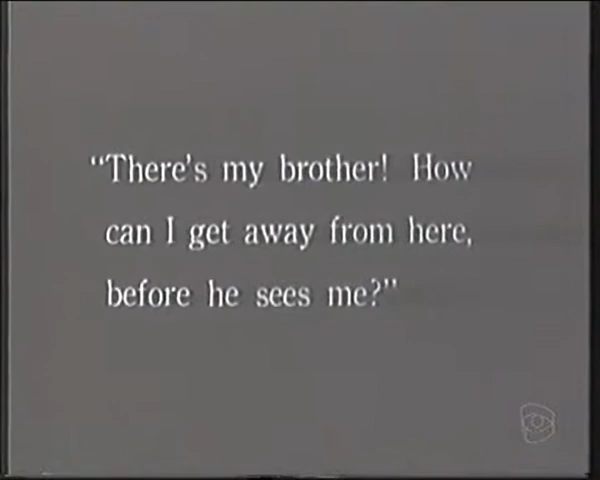 “There's my brother! How
can I get away from here,
before he sees me?”